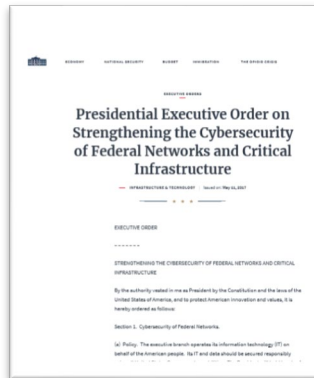 ECONOMY NATIONAL SECURITY BUDGET IMMIGRATION THE OPIOID CRISIS
EXECUTIVE ORDERS
Presidential Executive Order on
Strengthening the Cybersecurity
of Federal Networks and Critical
Infrastructure
INFRASTRUCTURE & TECHNOLOGY | Issued on: May 11, 2017
EXECUTIVE ORDER
- - - - - - -
STRENGTHENING THE CYBERSECURITY OF FEDERAL NETWORKS AND CRITICAL
INFRASTRUCTURE
By the authority vested in me as President by the Constitution and the laws of the
United States of America, and to protect American innovation and values, it is
hereby ordered as follows:
Section 1. Cybersecurity of Federal Networks.
(a) Policy. The executive branch operates its information technology (IT) on
behalf of the American people. Its IT and data should be secured responsibly